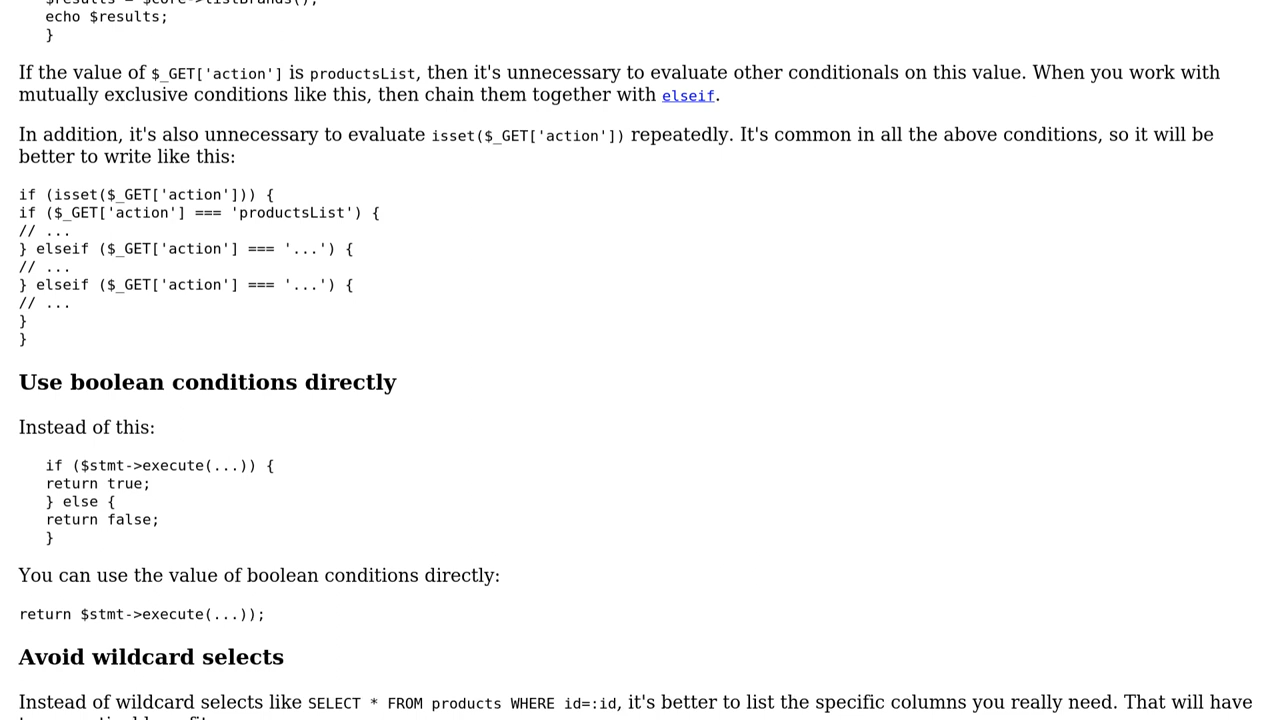 $results = $core->listBrands();
echo $results;
}
If the value of $_GET['action'] is productsList, then it's unnecessary to evaluate other conditionals on this value. When you work with
mutually exclusive conditions like this, then chain them together with elseif.
In addition, it's also unnecessary to evaluate isset($_GET['action']) repeatedly. It's common in all the above conditions, so it will be
better to write like this:
if (isset($_GET['action'])) {
if ($_GET['action'] === 'productsList') {
// ...
} elseif ($_GET['action'] === '...') {
// ...
} elseif ($_GET['action'] === '...') {
// ...
}
}
Use boolean conditions directly
Instead of this:
if ($stmt->execute(...)) {
return true;
} else {
return false;
}
You can use the value of boolean conditions directly:
return $stmt->execute(...));
Avoid wildcard selects
Instead of wildcard selects like SELECT * FROM products WHERE id=:id, it's better to list the specific columns you really need. That will have